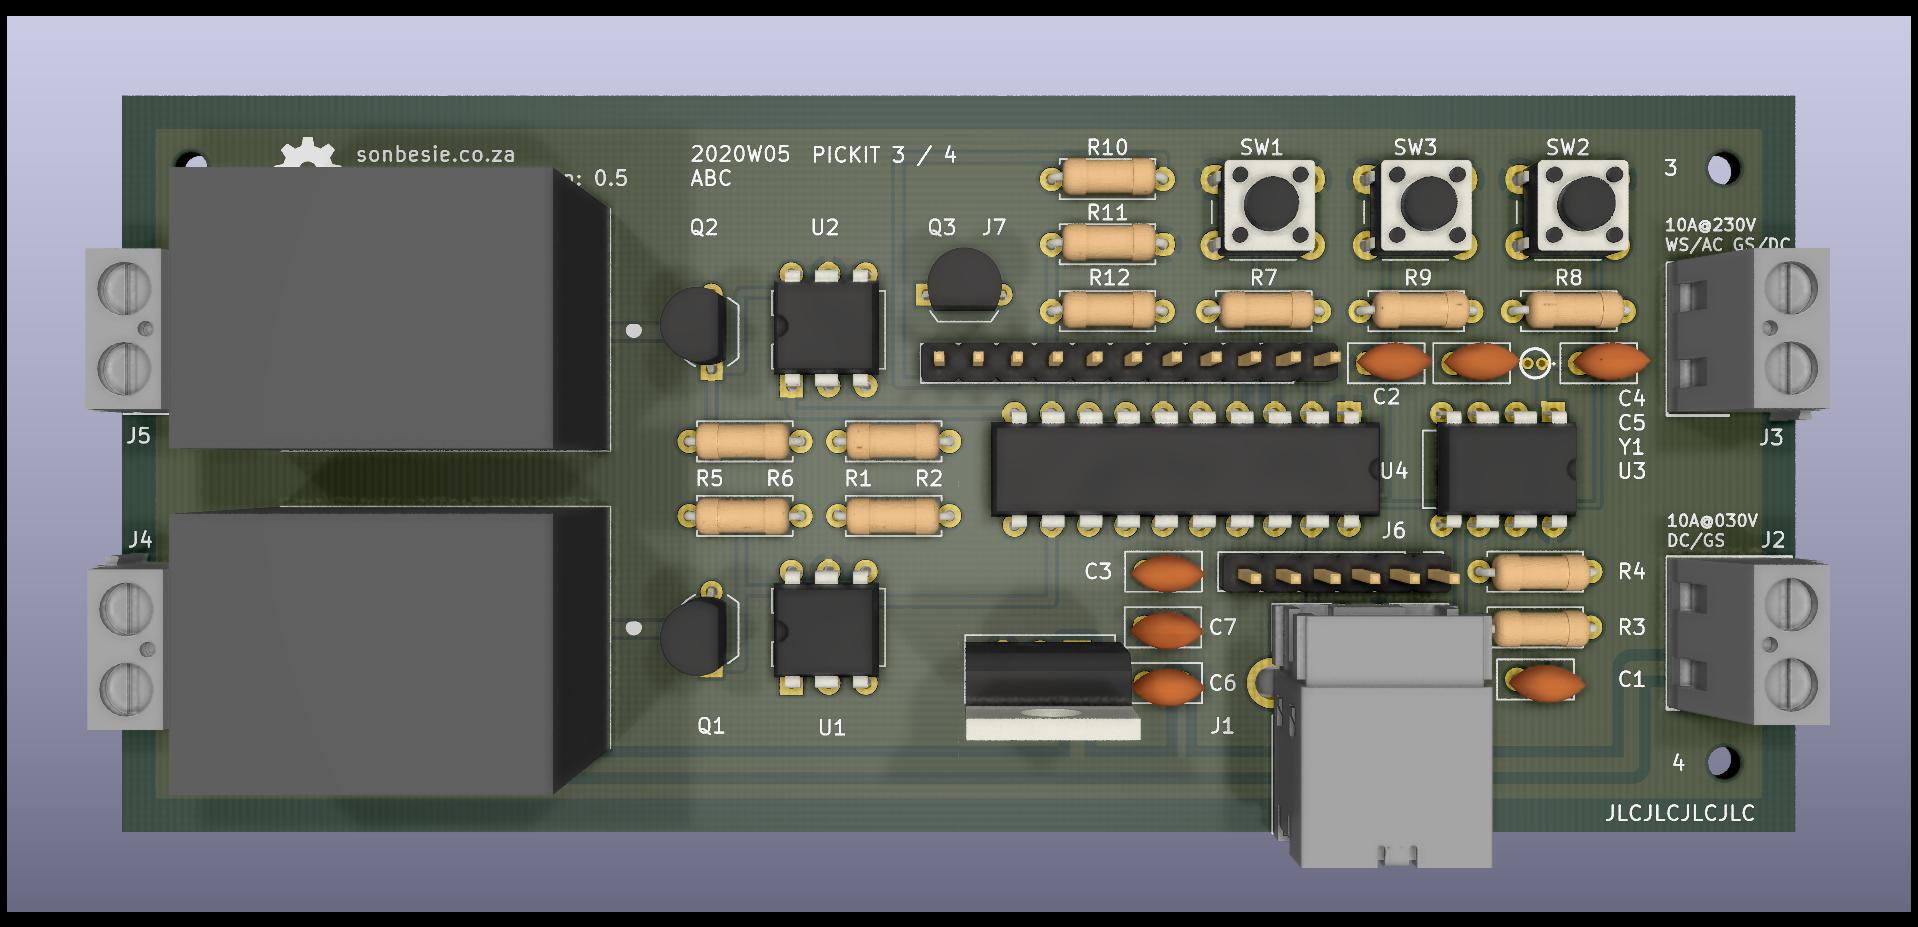 sonbesie.co.za
: 0.5
2020W05 PICKIT 3 / 4
ABC
R10
SW1
SW3
SW2
3
R11
Q2
U2
Q3
J7
10A@230V
WS/AC GS/DC
R12
R7
R9
R8
C2
C4
C5
Y1
U3
J5
J3
R5
R6
R1
R2
U4
J4
J6
10A@030V
DC/GS
J2
C3
R4
C7
R3
C6
C1
Q1
U1
J1
4
JLCJLCJLCJLC